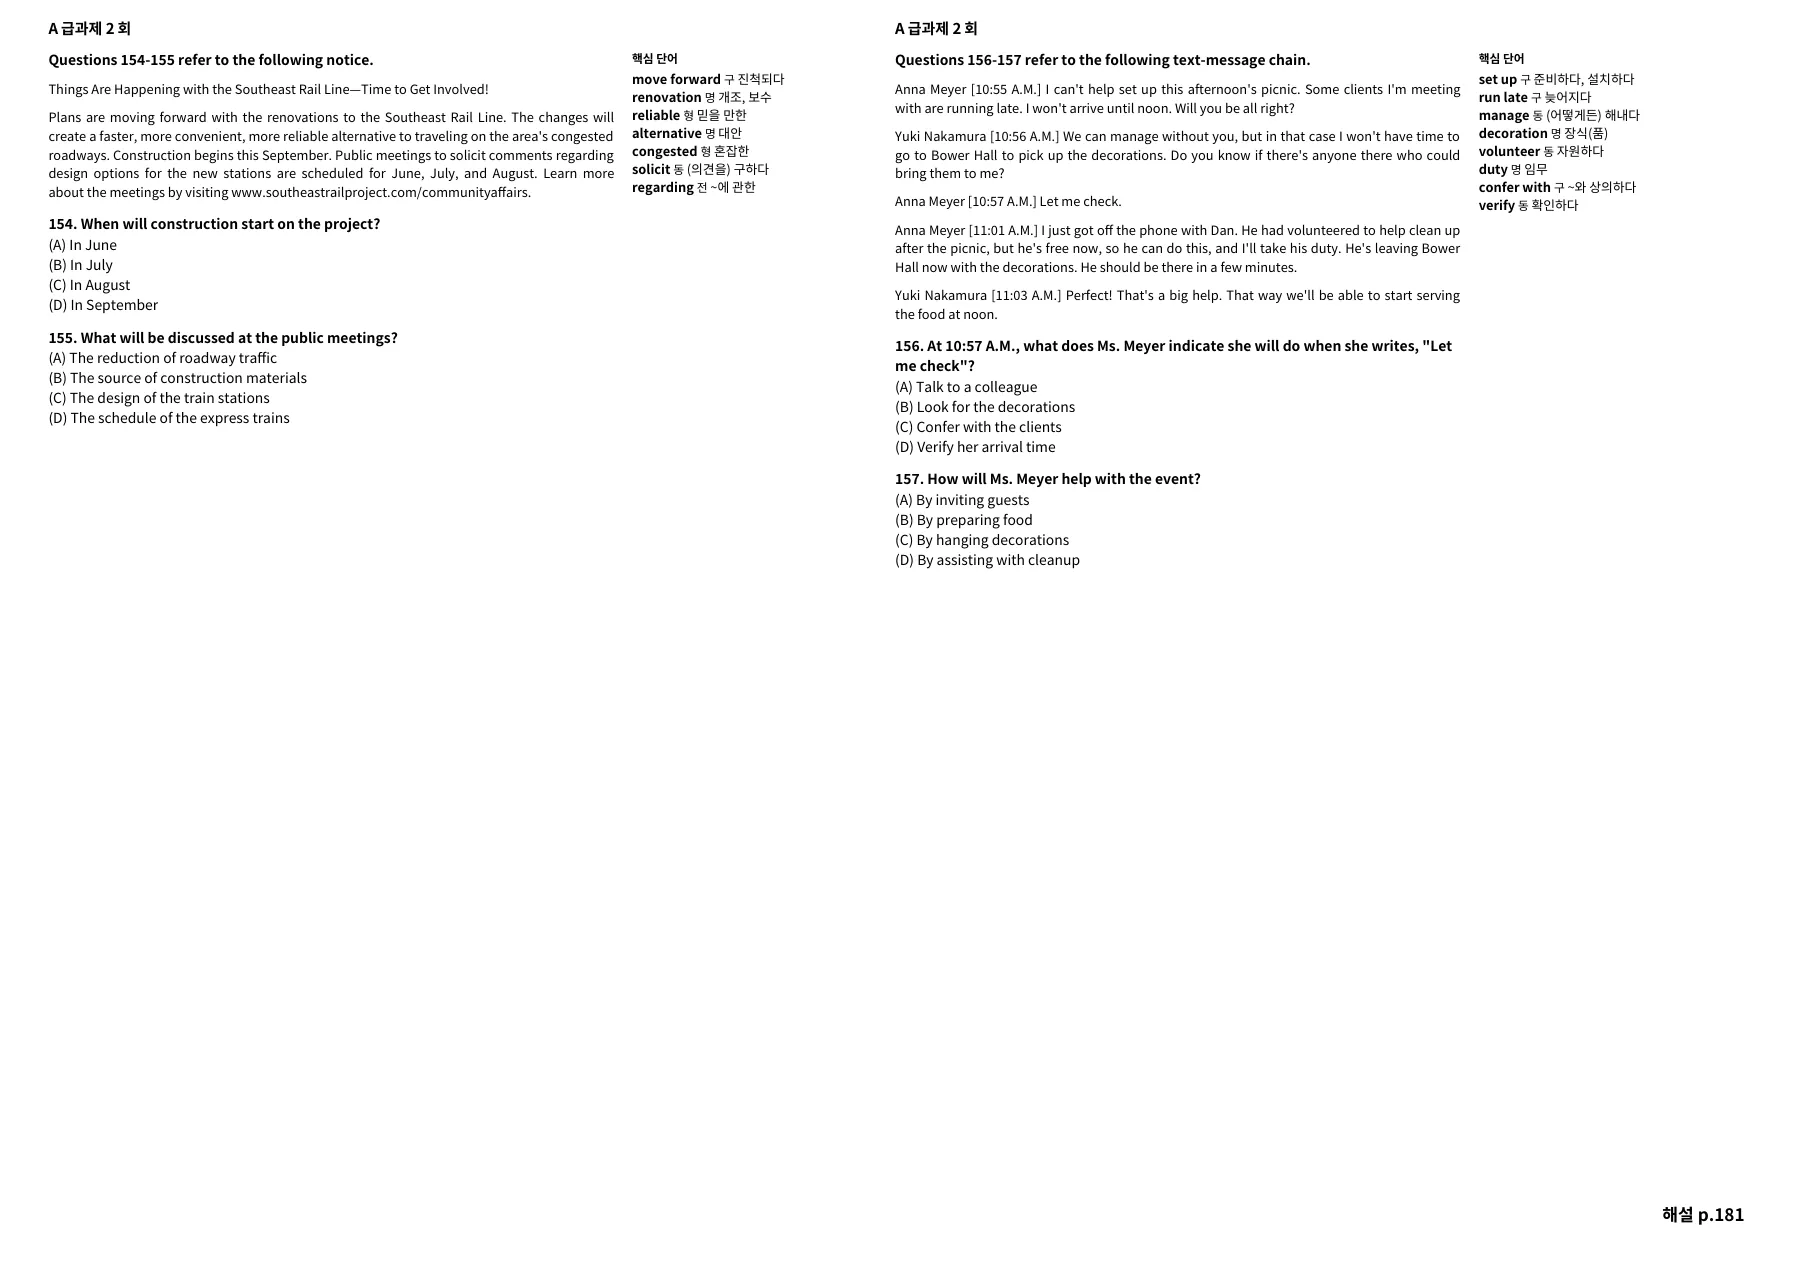 A 급과제 2 회
Questions 154-155 refer to the following notice.
Things Are Happening with the Southeast Rail Line—Time to Get Involved!
Plans are moving forward with the renovations to the Southeast Rail Line. The changes will
create a faster, more convenient, more reliable alternative to traveling on the area's congested
roadways. Construction begins this September. Public meetings to solicit comments regarding
design options for the new stations are scheduled for June, July, and August. Learn more
about the meetings by visiting www.southeastrailproject.com/communityaffairs.
154. When will construction start on the project?
(A) In June
(B) In July
(C) In August
(D) In September
155. What will be discussed at the public meetings?
(A) The reduction of roadway traffic
(B) The source of construction materials
(C) The design of the train stations
(D) The schedule of the express trains
핵심 단어
move forward 구 진척되다
renovation 명 개조, 보수
reliable 형 믿을 만한
alternative 명 대안
congested 형 혼잡한
solicit 동 (의견을) 구하다
regarding 전 ~에 관한
A 급과제 2 회
Questions 156-157 refer to the following text-message chain.
Anna Meyer [10:55 A.M.] I can't help set up this afternoon's picnic. Some clients I'm meeting
with are running late. I won't arrive until noon. Will you be all right?
Yuki Nakamura [10:56 A.M.] We can manage without you, but in that case I won't have time to
go to Bower Hall to pick up the decorations. Do you know if there's anyone there who could
bring them to me?
Anna Meyer [10:57 A.M.] Let me check.
Anna Meyer [11:01 A.M.] I just got off the phone with Dan. He had volunteered to help clean up
after the picnic, but he's free now, so he can do this, and I'll take his duty. He's leaving Bower
Hall now with the decorations. He should be there in a few minutes.
Yuki Nakamura [11:03 A.M.] Perfect! That's a big help. That way we'll be able to start serving
the food at noon.
156. At 10:57 A.M., what does Ms. Meyer indicate she will do when she writes, "Let
me check"?
(A) Talk to a colleague
(B) Look for the decorations
(C) Confer with the clients
(D) Verify her arrival time
157. How will Ms. Meyer help with the event?
(A) By inviting guests
(B) By preparing food
(C) By hanging decorations
(D) By assisting with cleanup
핵심 단어
set up 구 준비하다, 설치하다
run late 구 늦어지다
manage 동 (어떻게든) 해내다
decoration 명 장식(품)
volunteer 동 자원하다
duty 명 임무
confer with 구 ~와 상의하다
verify 동 확인하다
해설 p.181